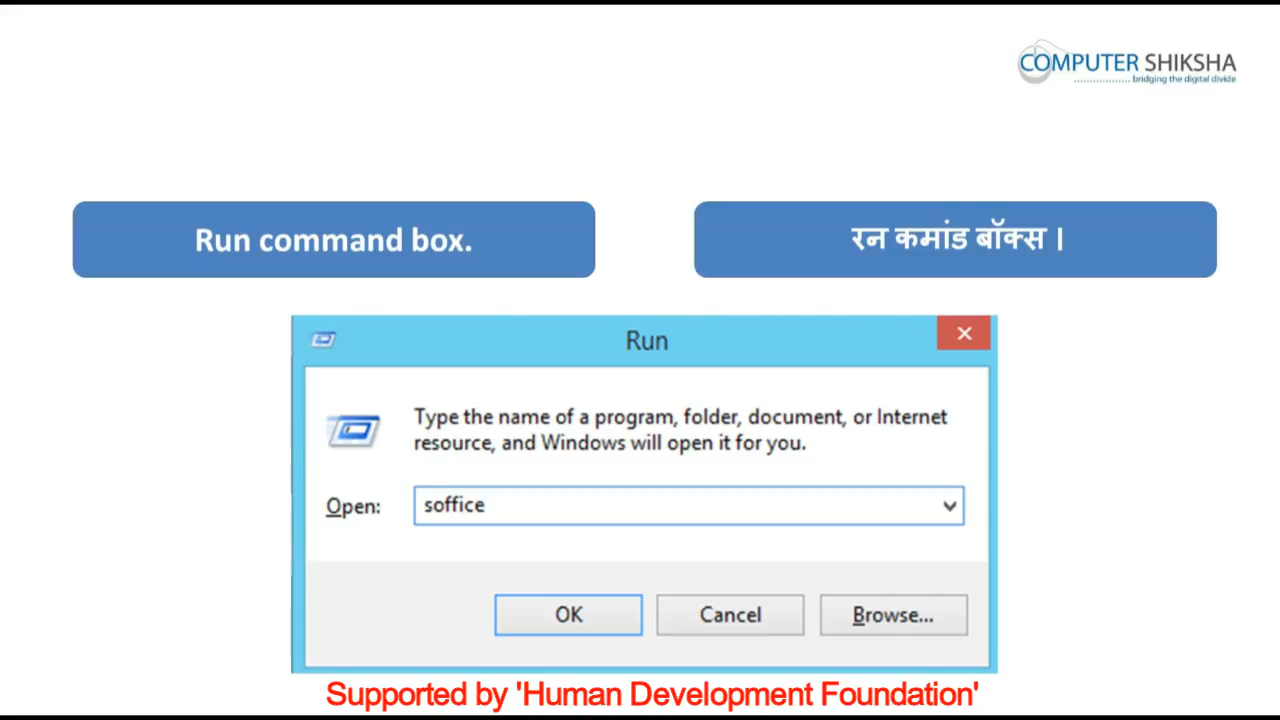 COMPUTER SHIKSHA
bridging the digital divide
Run command box.
रन कमांड बॉक्स ।
Run
Type the name of a program, folder, document, or Internet
resource, and Windows will open it for you.
Open: soffice
OK Cancel Browse...
Supported by 'Human Development Foundation'